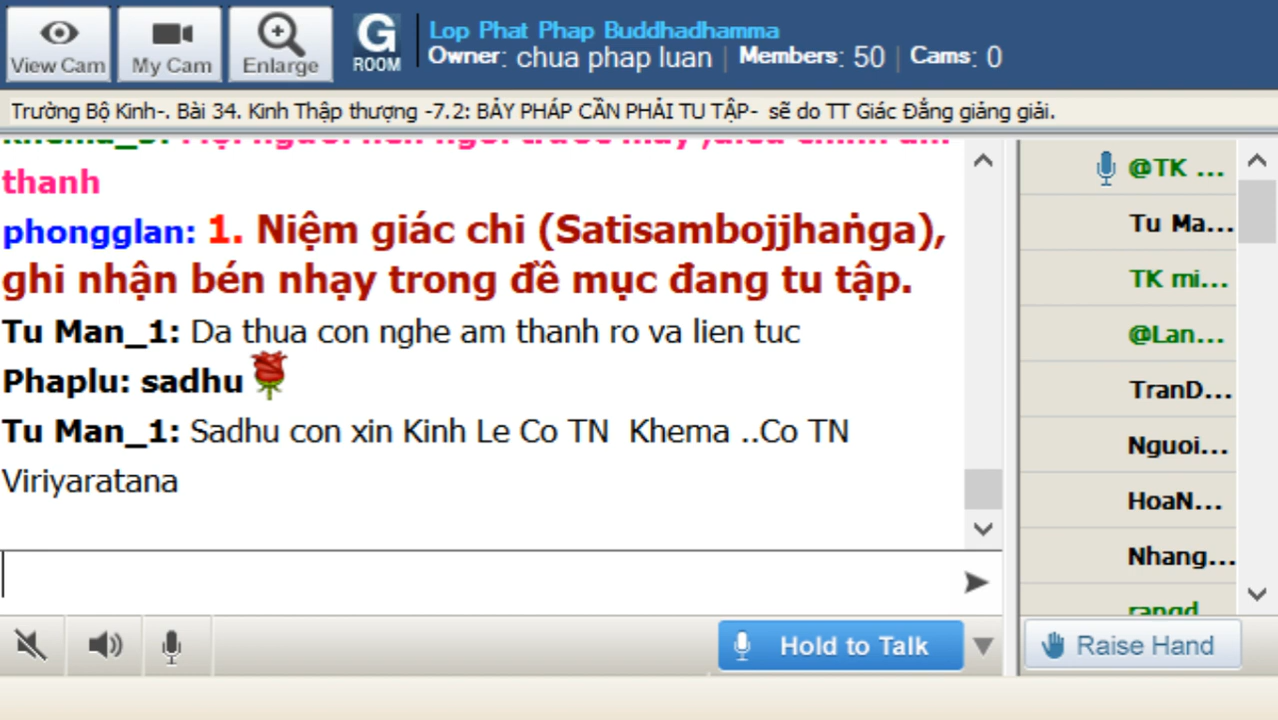 View Cam
My Cam
Enlarge
G
ROOM
Lop Phat Phap Buddhadhamma
Owner: chua phap luan | Members: 50 | Cams: 0
Trường Bộ Kinh-. Bài 34. Kinh Thập thượng -7.2: BẢY PHÁP CẦN PHẢI TU TẬP- sẽ do TT Giác Đẳng giảng giải.
thanh
phongglan: 1. Niệm giác chi (Satisambojjhaṅga),
ghi nhận bén nhạy trong đề mục đang tu tập.
Tu Man_1: Da thua con nghe am thanh ro va lien tuc
Phaplu: sadhu
Tu Man_1: Sadhu con xin Kinh Le Co TN Khema ..Co TN
Viriyaratana
@TK ...
Tu Ma...
TK mi...
@Lan...
TranD...
Nguoi...
HoaN...
Nhang...
Hold to Talk
Raise Hand